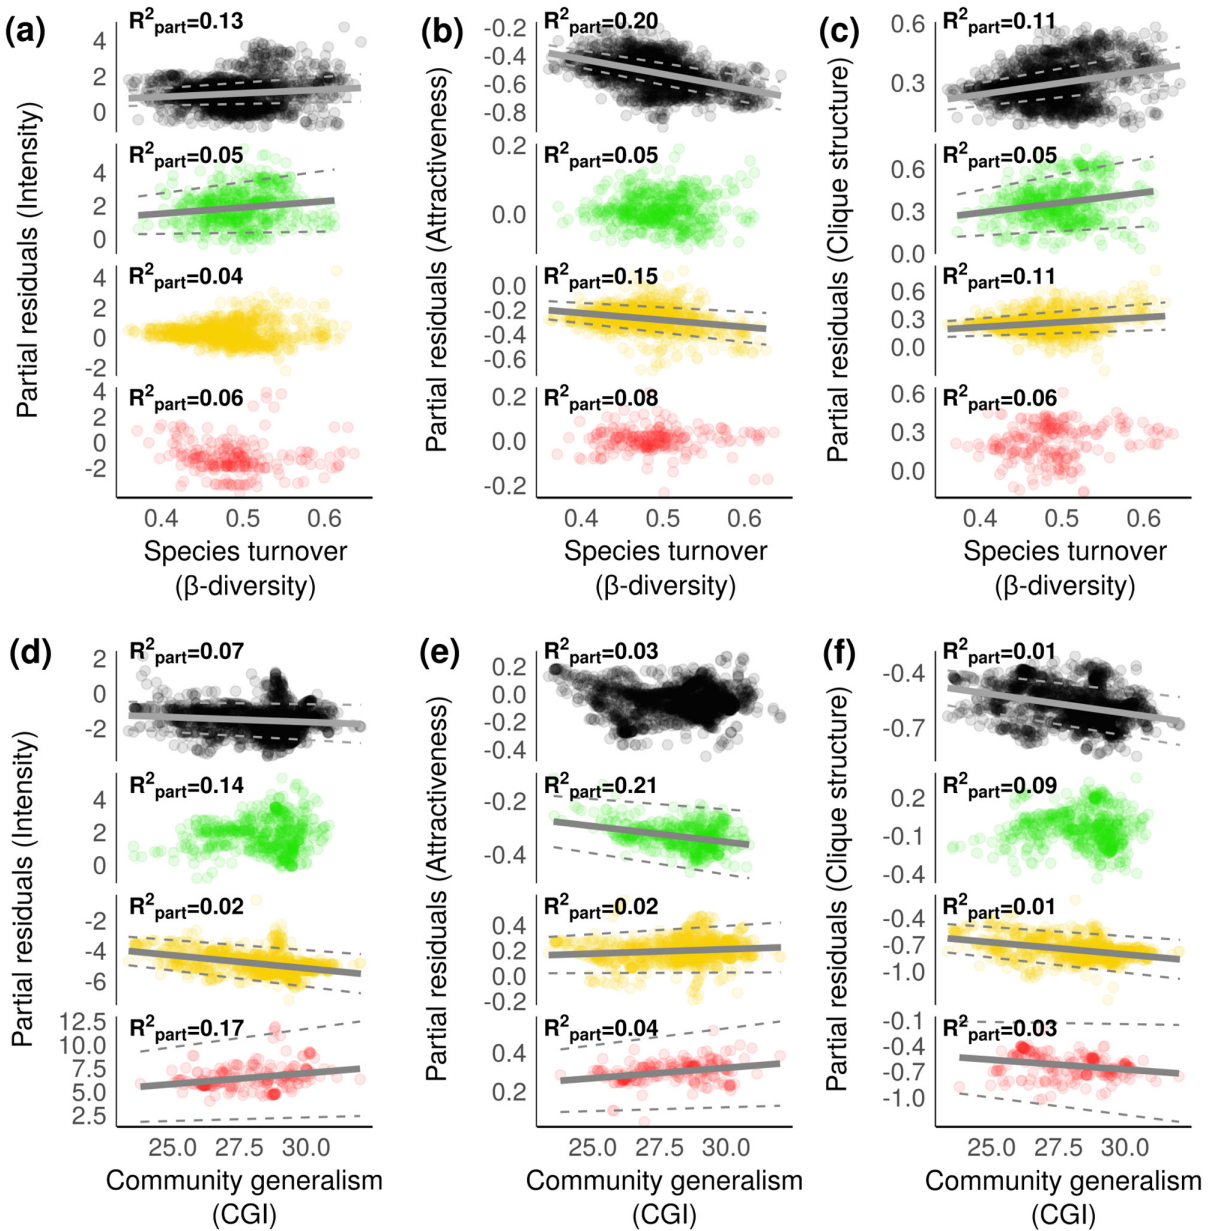 (a)
Partial residuals (Intensity)
R²part=0.13
4
2
0
R²part=0.05
4
2
0
R²part=0.04
4
2
0
-2
R²part=0.06
4
2
0
-2
0.4 0.5 0.6
Species turnover
(β-diversity)
(b)
Partial residuals (Attractiveness)
R²part=0.20
-0.2
-0.4
-0.6
-0.8
R²part=0.05
0.2
0.0
R²part=0.15
0.0
-0.2
-0.4
-0.6
R²part=0.08
0.2
0.0
-0.2
0.4 0.5 0.6
Species turnover
(β-diversity)
(c)
Partial residuals (Clique structure)
R²part=0.11
0.6
0.3
R²part=0.05
0.6
0.3
0.0
R²part=0.11
0.6
0.3
0.0
R²part=0.06
0.6
0.3
0.0
0.4 0.5 0.6
Species turnover
(β-diversity)
(d)
Partial residuals (Intensity)
R²part=0.07
2
0
-2
R²part=0.14
4
2
0
R²part=0.02
-2
-4
-6
R²part=0.17
12.5
10.0
7.5
5.0
2.5
25.0 27.5 30.0
Community generalism
(CGI)
(e)
Partial residuals (Attractiveness)
R²part=0.03
0.2
0.0
-0.2
-0.4
R²part=0.21
-0.2
-0.4
R²part=0.02
0.4
0.2
0.0
-0.2
R²part=0.04
0.4
0.2
25.0 27.5 30.0
Community generalism
(CGI)
(f)
Partial residuals (Clique structure)
R²part=0.01
-0.4
-0.7
R²part=0.09
0.2
-0.1
-0.4
R²part=0.01
-0.4
-0.7
-1.0
R²part=0.03
-0.1
-0.4
-0.7
-1.0
25.0 27.5 30.0
Community generalism
(CGI)